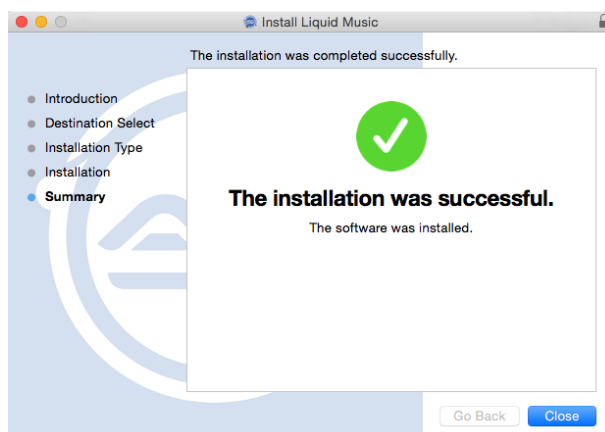 Install Liquid Music
The installation was completed successfully.
Introduction
Destination Select
Installation Type
Installation
Summary
The installation was successful.
The software was installed.
Go Back
Close